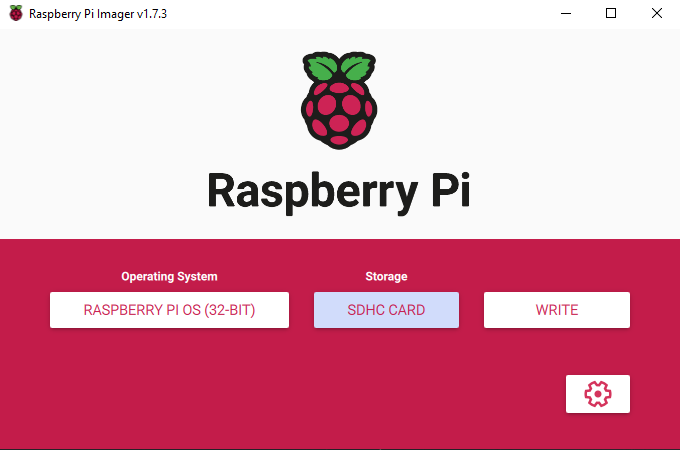 Raspberry Pi Imager v1.7.3
Raspberry Pi
Operating System
Storage
RASPBERRY PI OS (32-BIT)
SDHC CARD
WRITE